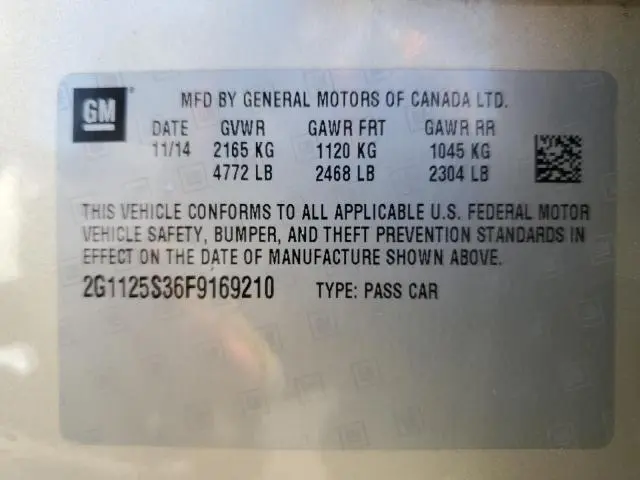 GM
MFD BY GENERAL MOTORS OF CANADA LTD.
DATE GVWR GAWR FRT GAWR RR
11/14 2165 KG 1120 KG 1045 KG
4772 LB 2468 LB 2304 LB
THIS VEHICLE CONFORMS TO ALL APPLICABLE U.S. FEDERAL MOTOR
VEHICLE SAFETY, BUMPER, AND THEFT PREVENTION STANDARDS IN
EFFECT ON THE DATE OF MANUFACTURE SHOWN ABOVE.
2G1125S36F9169210 TYPE: PASS CAR